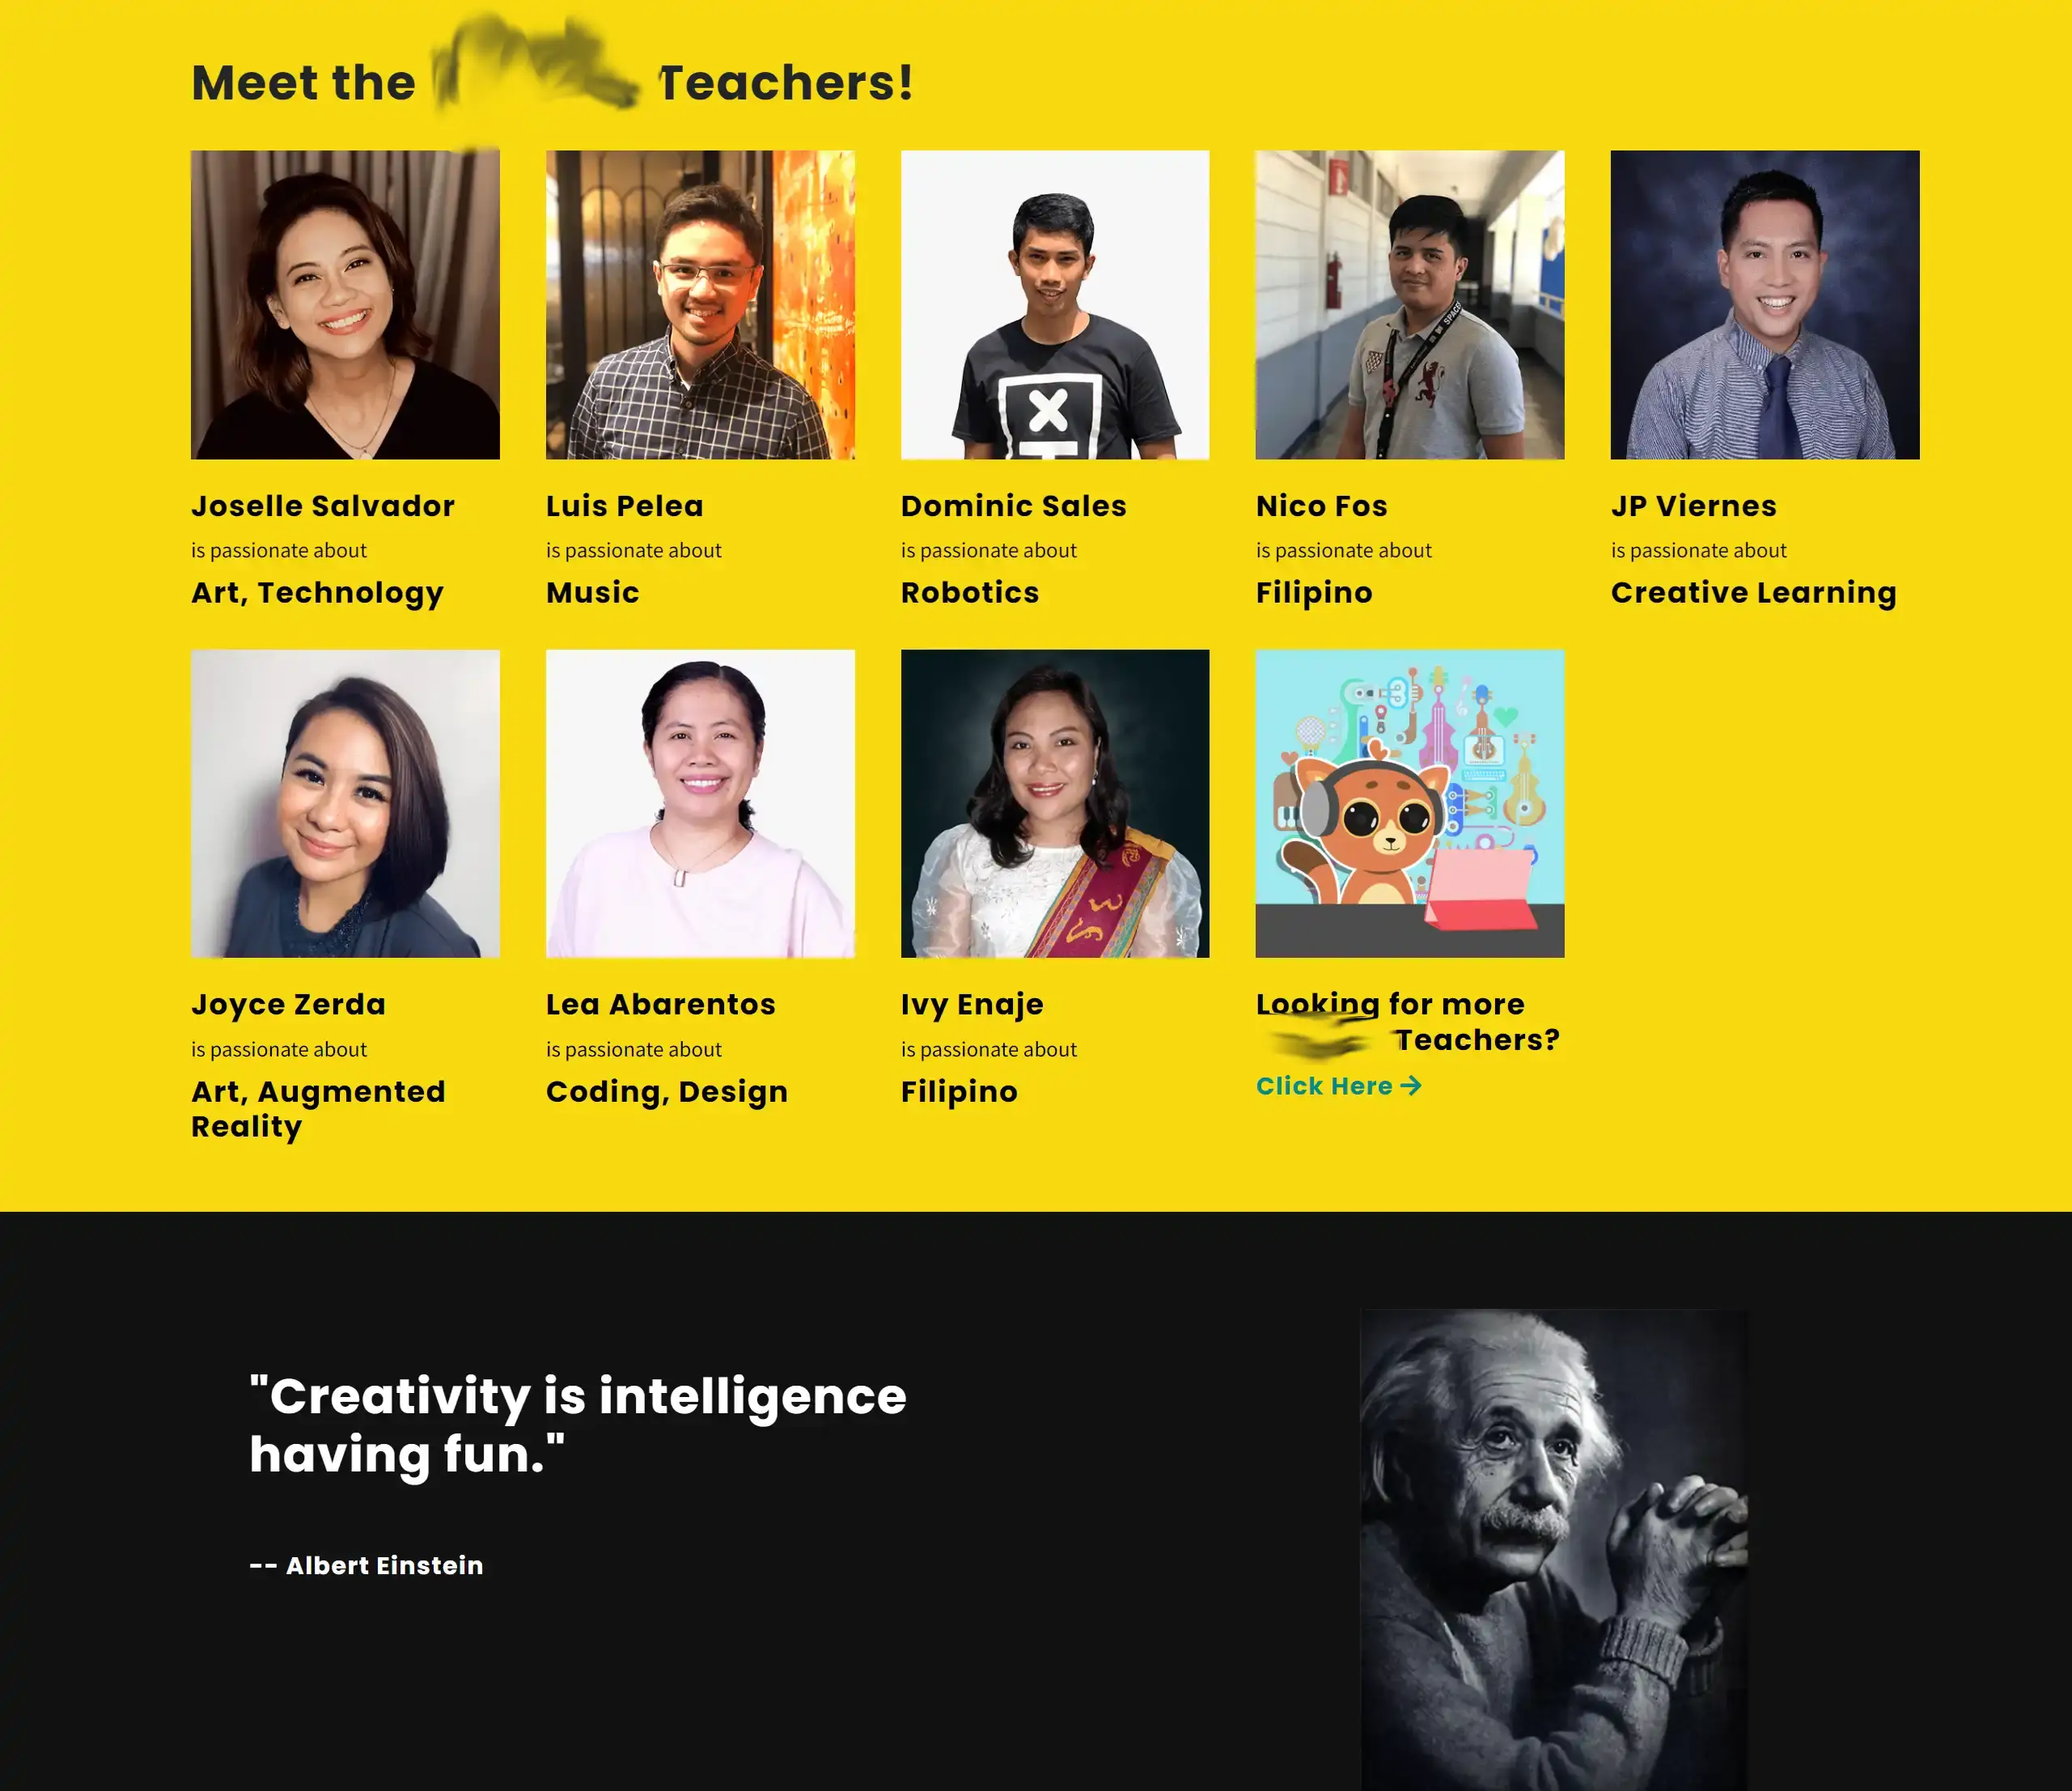 Meet the Teachers!
Joselle Salvador
is passionate about
Art, Technology
Luis Pelea
is passionate about
Music
Dominic Sales
is passionate about
Robotics
Nico Fos
is passionate about
Filipino
JP Viernes
is passionate about
Creative Learning
Joyce Zerda
is passionate about
Art, Augmented
Reality
Lea Abarentos
is passionate about
Coding, Design
Ivy Enaje
is passionate about
Filipino
Looking for more
Teachers?
Click Here →
"Creativity is intelligence
having fun."
-- Albert Einstein